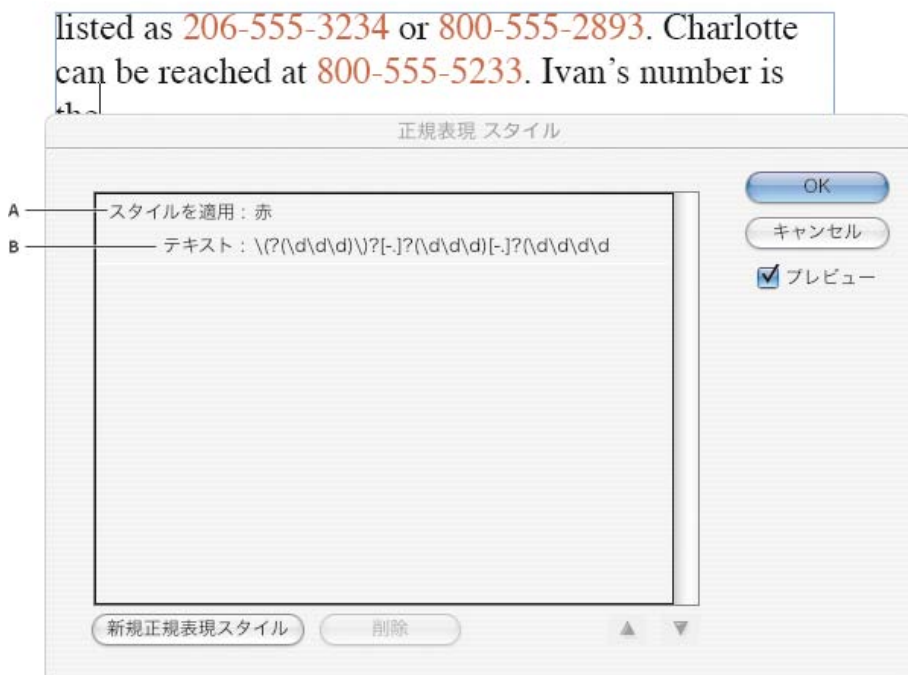 listed as 206-555-3234 or 800-555-2893. Charlotte
can be reached at 800-555-5233. Ivan’s number is
the
正規表現 スタイル
OK
キャンセル
プレビュー
A
スタイルを適用 : 赤
B
テキスト : \(?(\d\d\d)\)?[-.]?(\d\d\d)[-.]?(\d\d\d\d
新規正規表現スタイル
削除